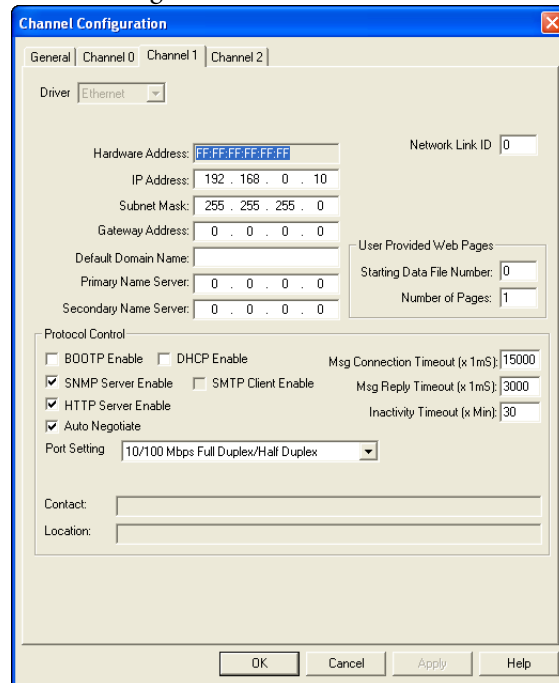 Channel Configuration
General Channel 0 Channel 1 Channel 2
Driver Ethernet
Hardware Address: FF:FF:FF:FF:FF:FF
Network Link ID 0
IP Address: 192 . 168 . 0 . 10
Subnet Mask: 255 . 255 . 255 . 0
Gateway Address: 0 . 0 . 0 . 0
Default Domain Name:
Primary Name Server: 0 . 0 . 0 . 0
Secondary Name Server: 0 . 0 . 0 . 0
User Provided Web Pages
Starting Data File Number: 0
Number of Pages: 1
Protocol Control
BOOTP Enable DHCP Enable
SNMP Server Enable SMTP Client Enable
HTTP Server Enable
Auto Negotiate
Msg Connection Timeout (x 1mS): 15000
Msg Reply Timeout (x 1mS): 3000
Inactivity Timeout (x Min): 30
Port Setting 10/100 Mbps Full Duplex/Half Duplex
Contact:
Location:
OK Cancel Apply Help